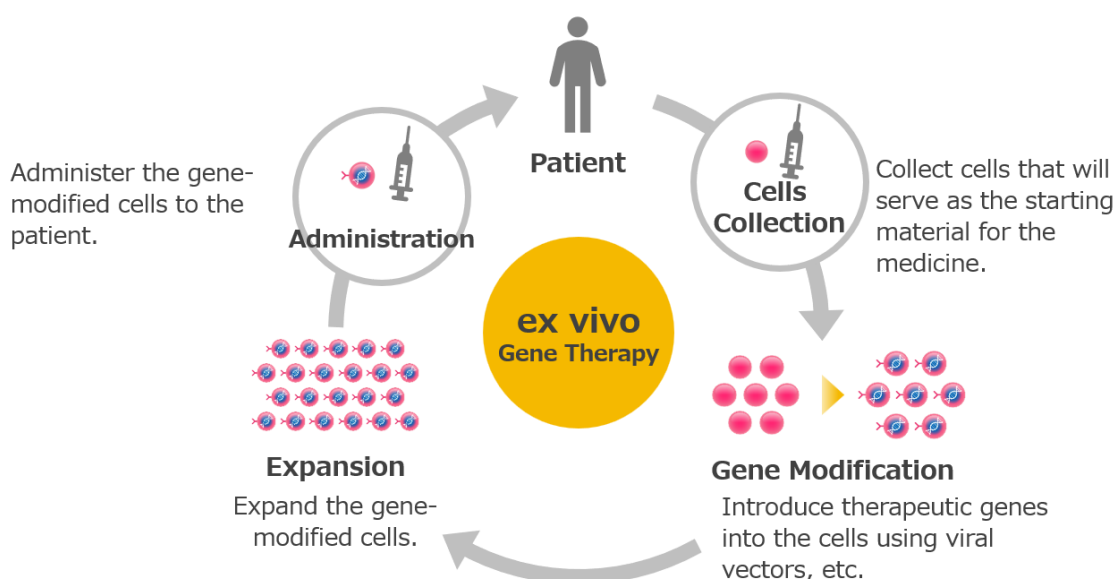 Patient
Cells
Collection
Collect cells that will
serve as the starting
material for the
medicine.
Gene Modification
Introduce therapeutic genes
into the cells using viral
vectors, etc.
Expansion
Expand the gene-
modified cells.
Administration
Administer the gene-
modified cells to the
patient.
ex vivo
Gene Therapy